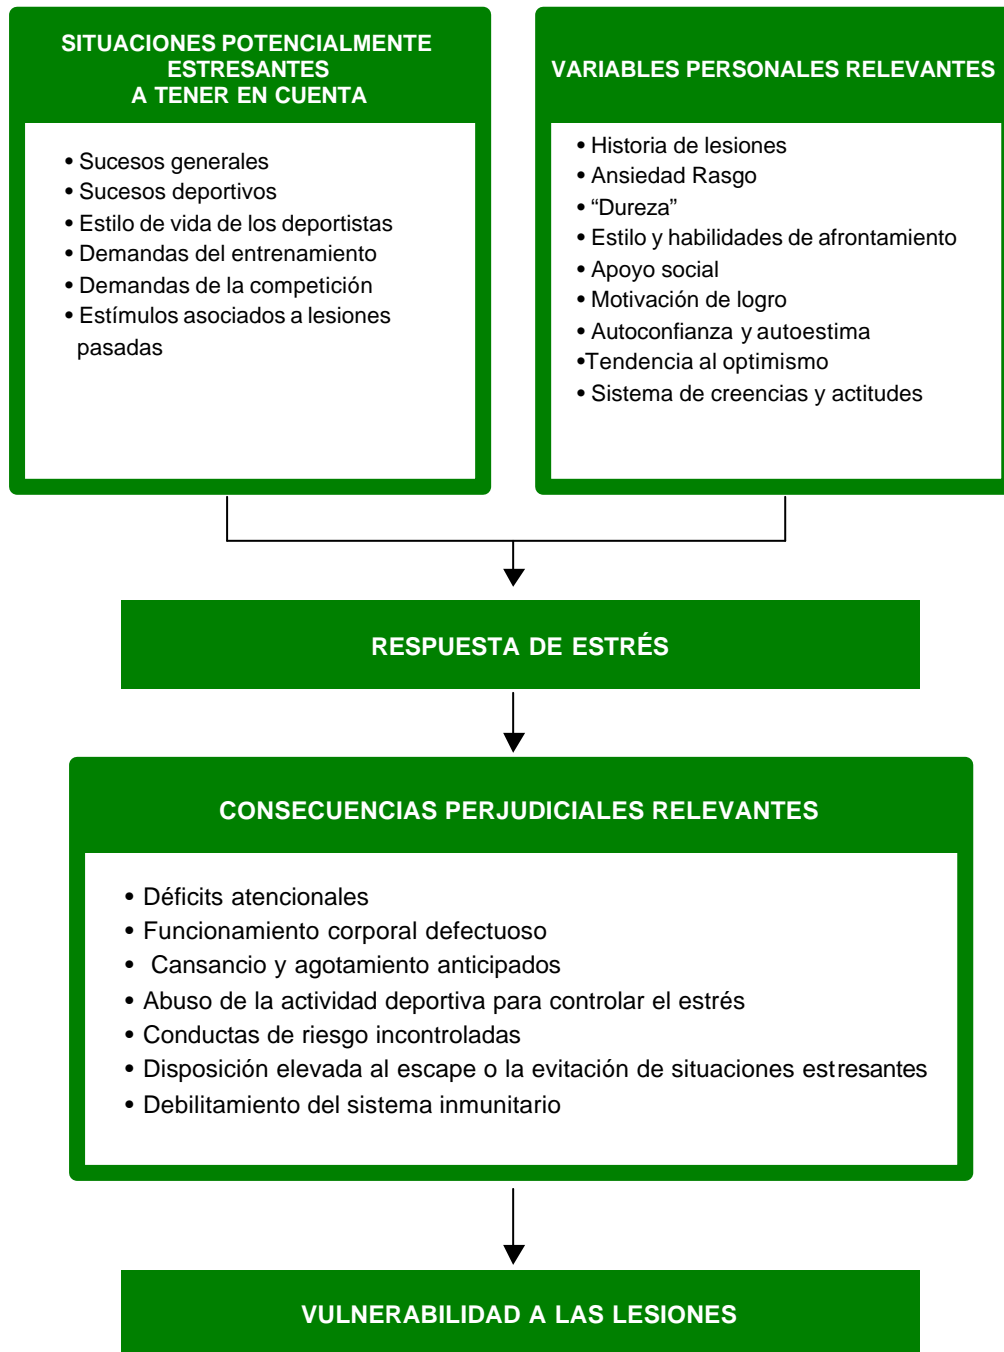 SITUACIONES POTENCIALMENTE
ESTRESANTES
A TENER EN CUENTA
• Sucesos generales
• Sucesos deportivos
• Estilo de vida de los deportistas
• Demandas del entrenamiento
• Demandas de la competición
• Estímulos asociados a lesiones
pasadas
VARIABLES PERSONALES RELEVANTES
• Historia de lesiones
• Ansiedad Rasgo
• “Dureza”
• Estilo y habilidades de afrontamiento
• Apoyo social
• Motivación de logro
• Autoconfianza y autoestima
•Tendencia al optimismo
• Sistema de creencias y actitudes
RESPUESTA DE ESTRÉS
CONSECUENCIAS PERJUDICIALES RELEVANTES
• Déficits atencionales
• Funcionamiento corporal defectuoso
• Cansancio y agotamiento anticipados
• Abuso de la actividad deportiva para controlar el estrés
• Conductas de riesgo incontroladas
• Disposición elevada al escape o la evitación de situaciones estresantes
• Debilitamiento del sistema inmunitario
VULNERABILIDAD A LAS LESIONES